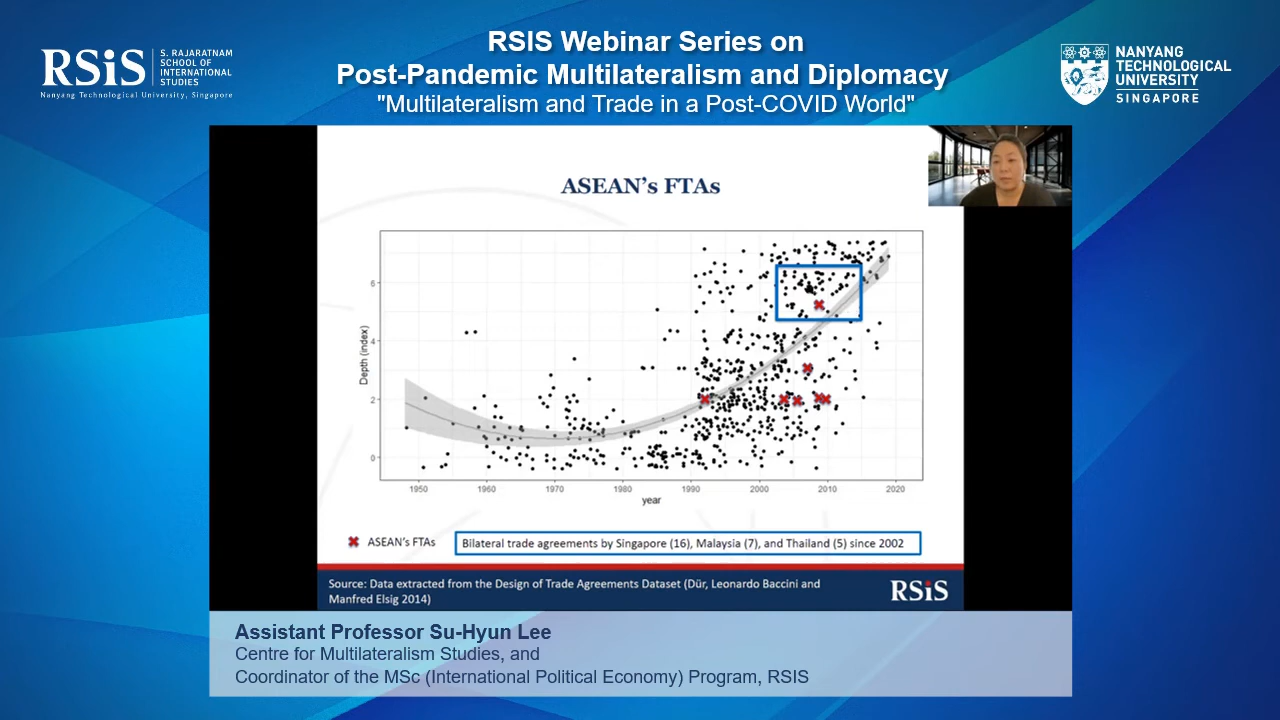 RSiS
S. RAJARATNAM
SCHOOL OF
INTERNATIONAL
STUDIES
Nanyang Technological University, Singapore
RSIS Webinar Series on
Post-Pandemic Multilateralism and Diplomacy
"Multilateralism and Trade in a Post-COVID World"
NANYANG
TECHNOLOGICAL
UNIVERSITY
SINGAPORE
ASEAN's FTAs
Depth (index)
6
4
2
0
1950 1960 1970 1980 1990 2000 2010 2020
year
ASEAN's FTAs
Bilateral trade agreements by Singapore (16), Malaysia (7), and Thailand (5) since 2002
Source: Data extracted from the Design of Trade Agreements Dataset (Dür, Leonardo Baccini and
Manfred Elsig 2014)
RSiS
Assistant Professor Su-Hyun Lee
Centre for Multilateralism Studies, and
Coordinator of the MSc (International Political Economy) Program, RSIS